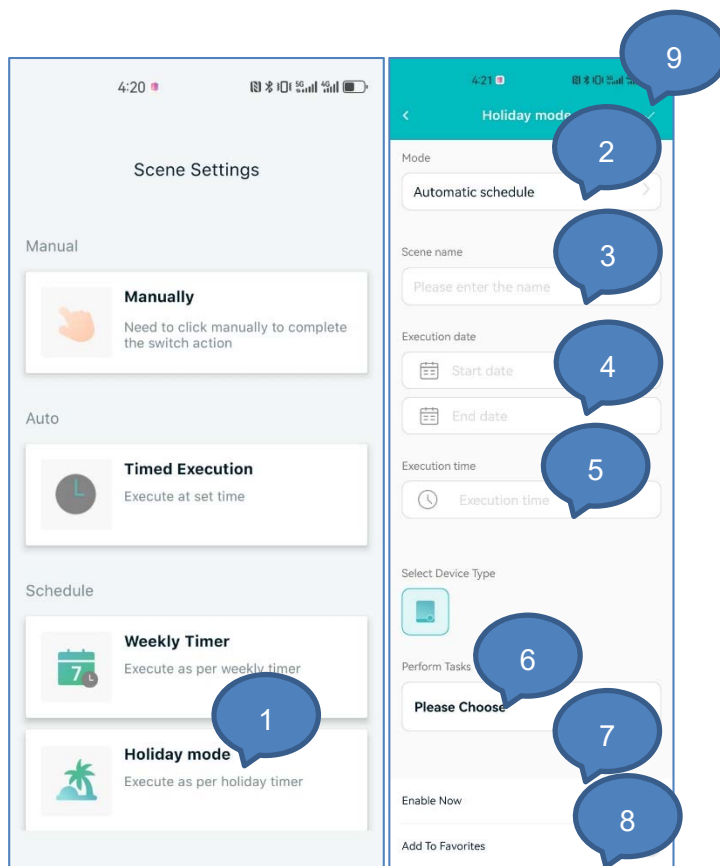 4:20
Scene Settings
Manual
Manually
Need to click manually to complete
the switch action
Auto
Timed Execution
Execute at set time
Schedule
Weekly Timer
7
Execute as per weekly timer
1
Holiday mode
Execute as per holiday timer
9
4:21
Holiday mode
2
Mode
Automatic schedule
3
Scene name
Please enter the name
Execution date
4
Start date
End date
5
Execution time
Execution time
Select Device Type
6
Perform Tasks
Please Choose
7
Enable Now
8
Add To Favorites